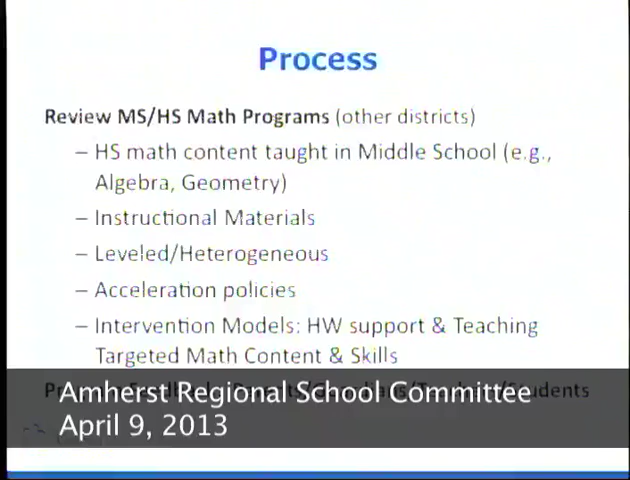 Process
Review MS/HS Math Programs (other districts)
– HS math content taught in Middle School (e.g.,
Algebra, Geometry)
– Instructional Materials
– Leveled/Heterogeneous
– Acceleration policies
– Intervention Models: HW support & Teaching
Targeted Math Content & Skills
Students
Amherst Regional School Committee
April 9, 2013